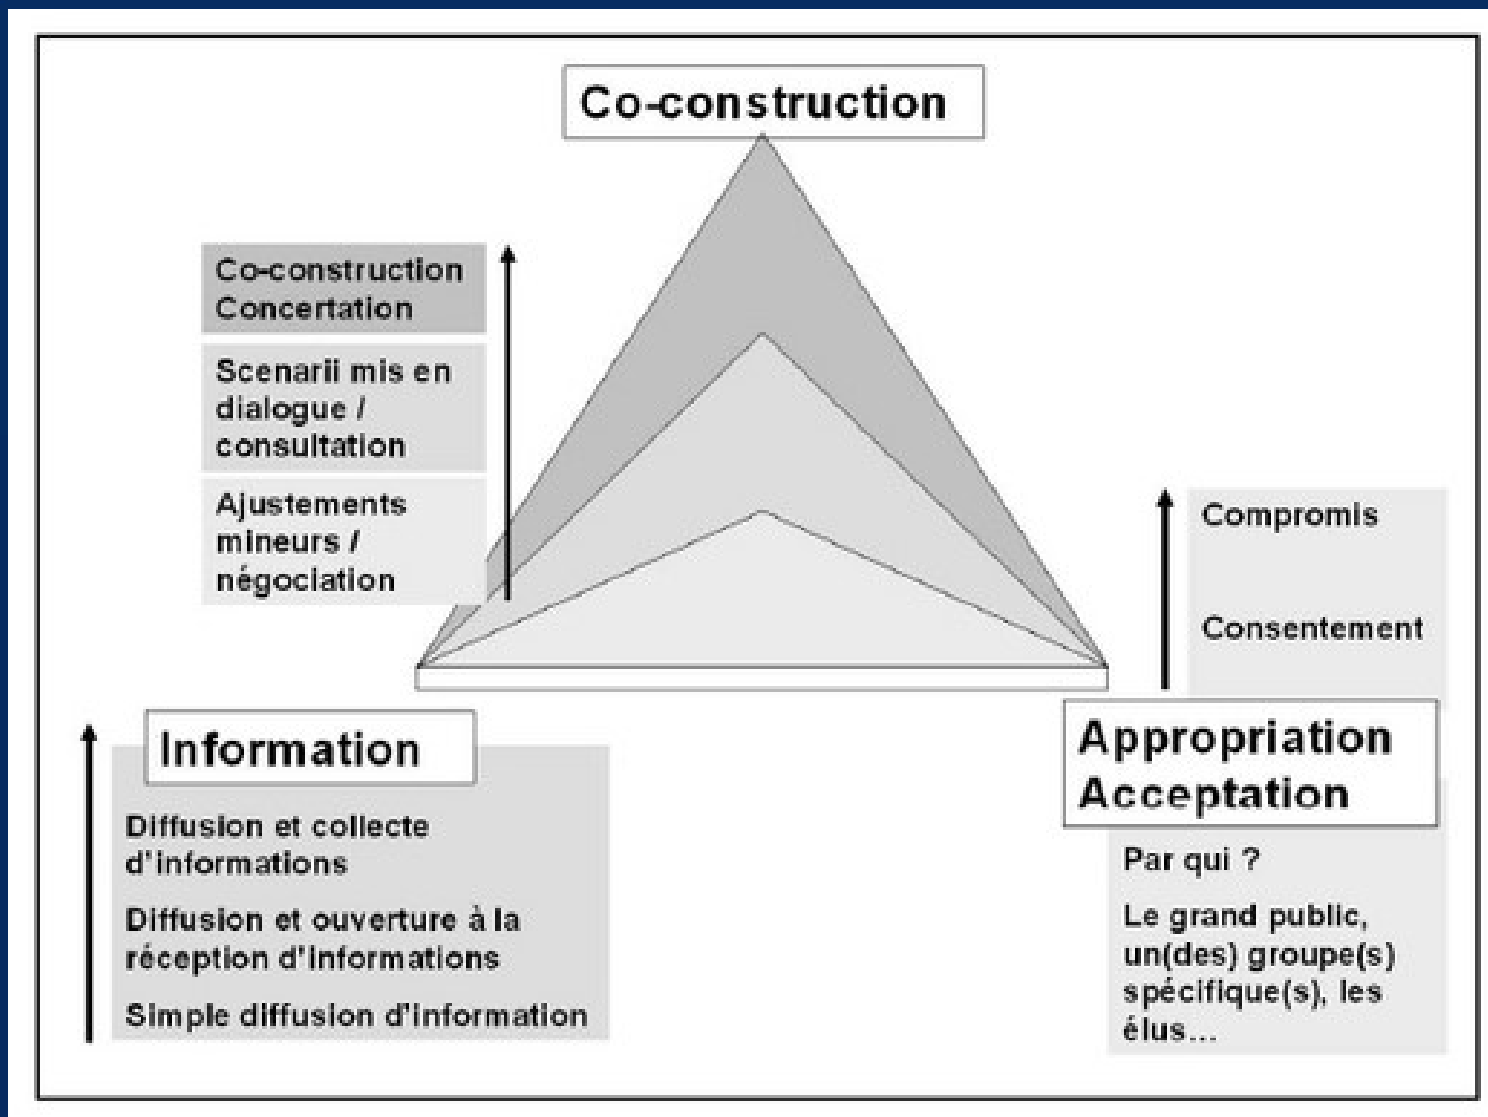 Co-construction
Co-construction
Concertation
Scenarii mis en
dialogue /
consultation
Ajustements
mineurs /
négociation
Compromis
Consentement
Information
Diffusion et collecte
d'informations
Diffusion et ouverture à la
réception d'informations
Simple diffusion d'information
Appropriation
Acceptation
Par qui ?
Le grand public,
un(des) groupe(s)
spécifique(s), les
élus...